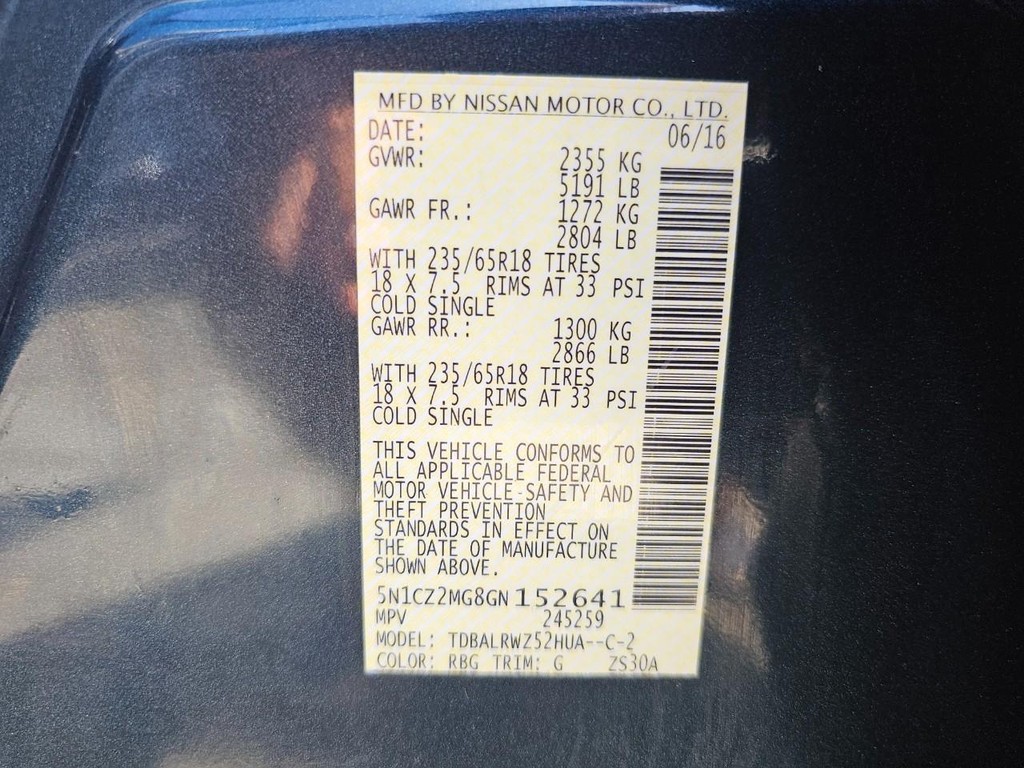 MFD BY NISSAN MOTOR CO., LTD.
DATE: 06/16
GVWR: 2355 KG
5191 LB
GAWR FR.: 1272 KG
2804 LB
WITH 235/65R18 TIRES
18 X 7.5 RIMS AT 33 PSI
COLD SINGLE
GAWR RR.: 1300 KG
2866 LB
WITH 235/65R18 TIRES
18 X 7.5 RIMS AT 33 PSI
COLD SINGLE
THIS VEHICLE CONFORMS TO
ALL APPLICABLE FEDERAL
MOTOR VEHICLE SAFETY AND
THEFT PREVENTION
STANDARDS IN EFFECT ON
THE DATE OF MANUFACTURE
SHOWN ABOVE.
5N1CZ2MG8GN 152641
MPV 245259
MODEL: TDBALRWZ52HUA--C-2
COLOR: RBG TRIM: G ZS30A